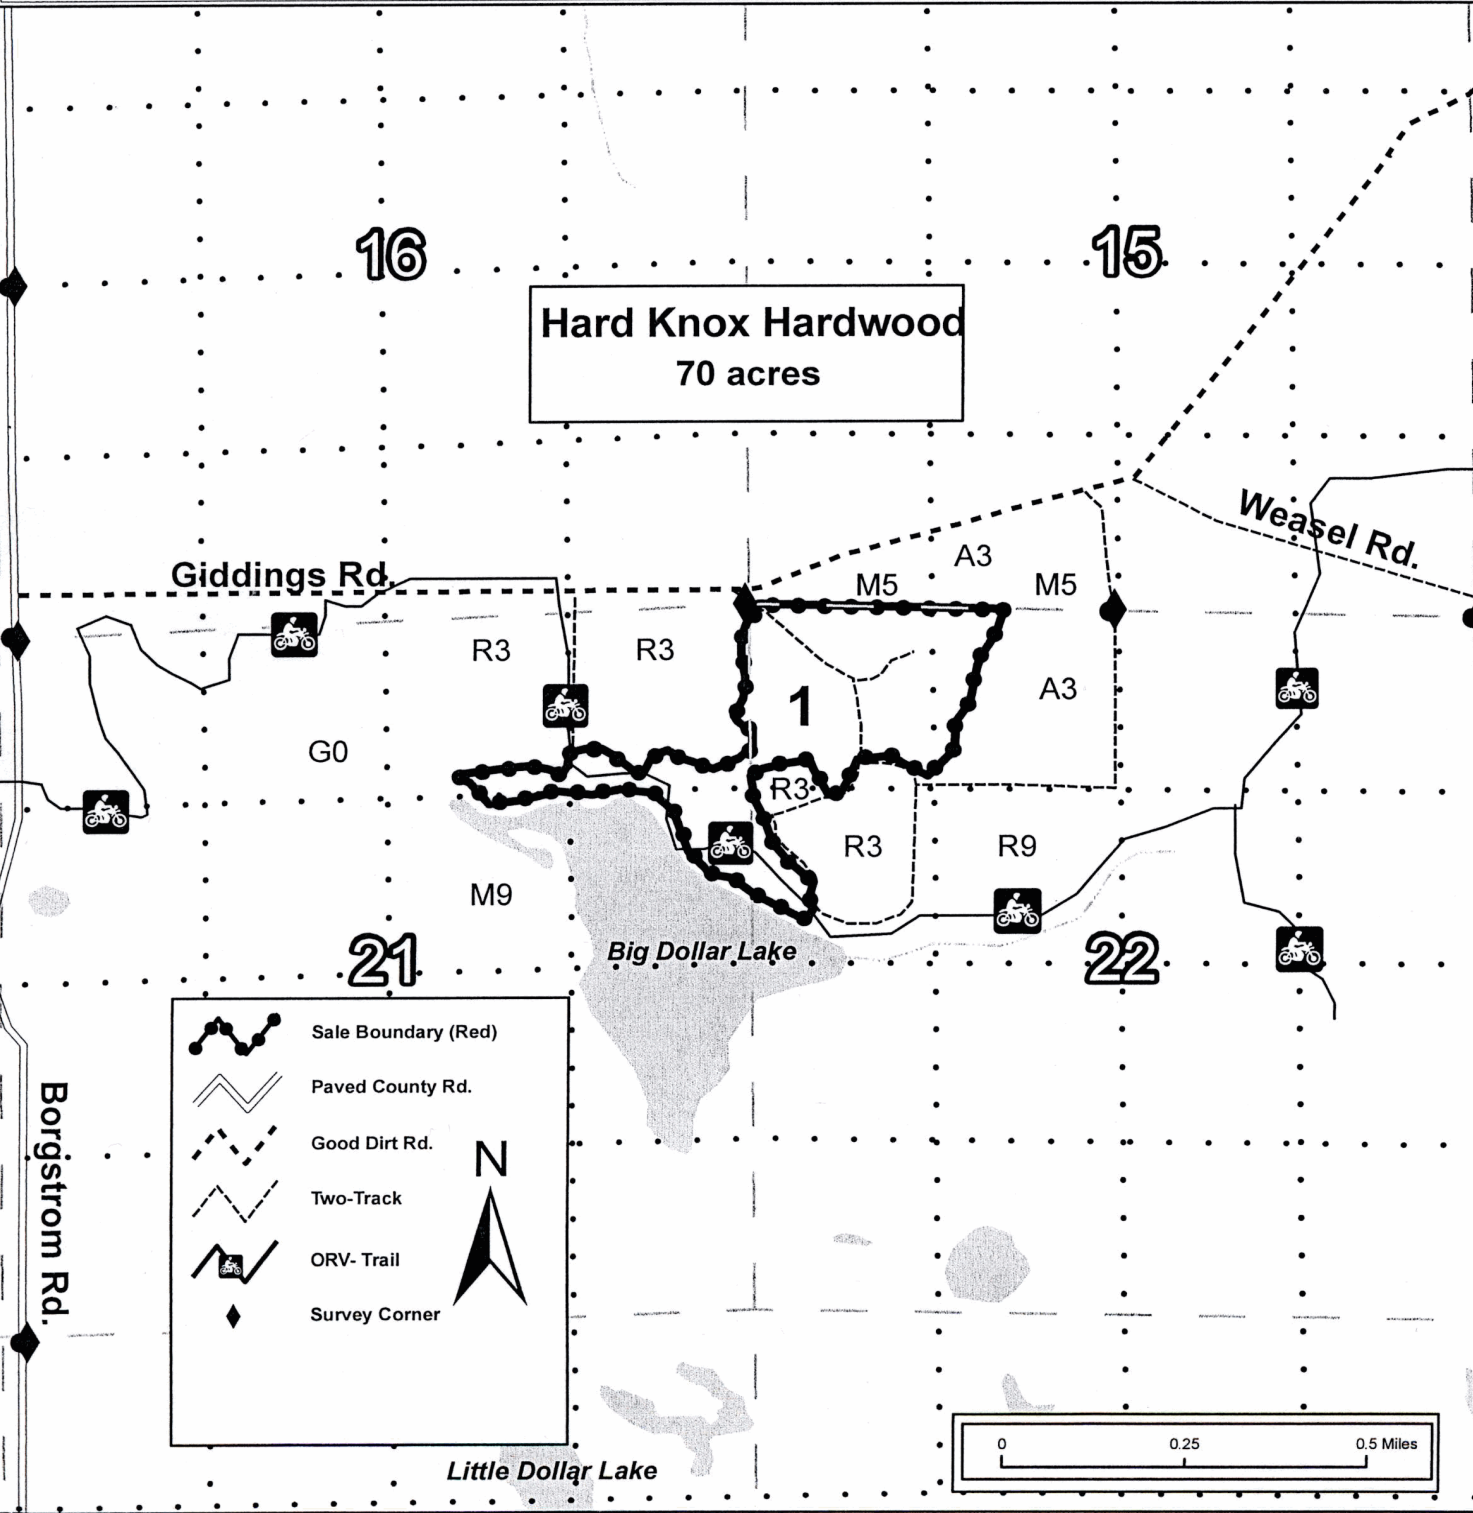 16
15
Hard Knox Hardwood
70 acres
Weasel Rd.
Giddings Rd.
A3
M5
M5
R3
R3
A3
1
G0
R3
R3
R9
M9
Big Dollar Lake
21
22
Sale Boundary (Red)
Paved County Rd.
Good Dirt Rd.
N
Two-Track
ORV- Trail
Survey Corner
Borgstrom Rd.
0 0.25 0.5 Miles
Little Dollar Lake